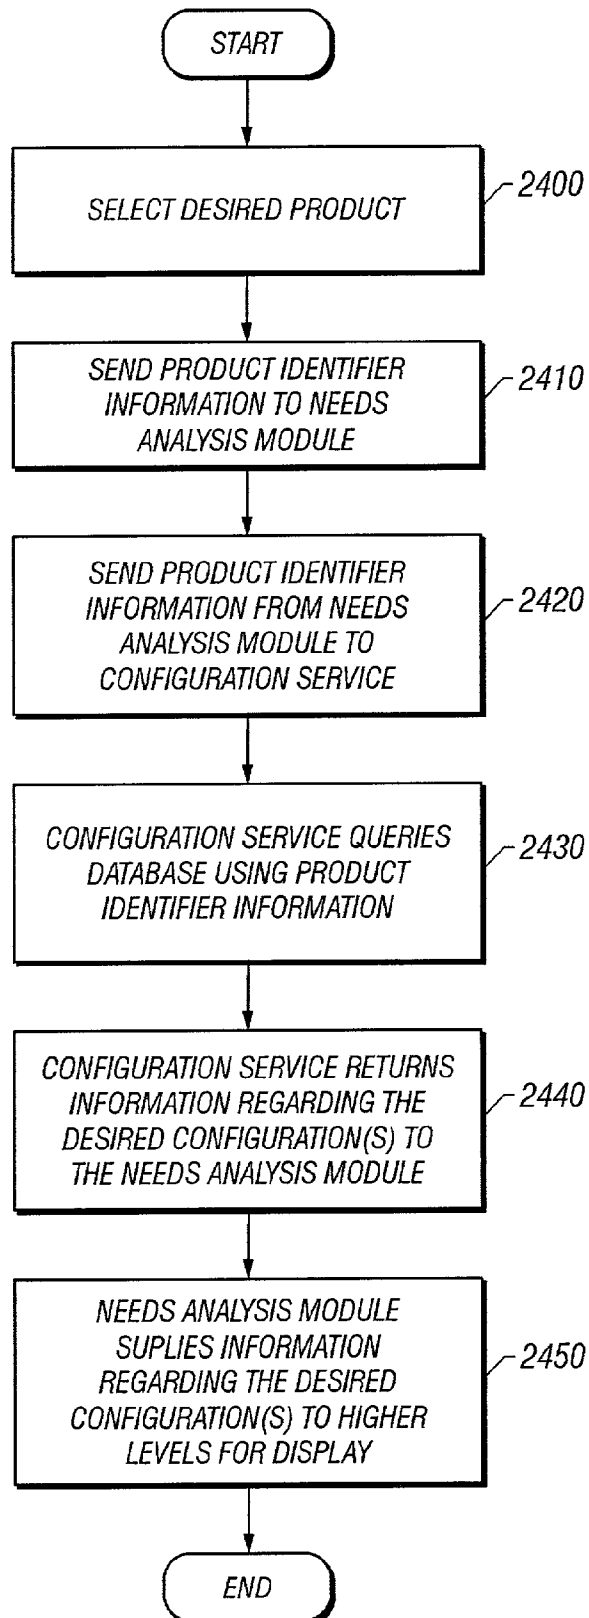 START
SELECT DESIRED PRODUCT
2400
SEND PRODUCT IDENTIFIER
INFORMATION TO NEEDS
ANALYSIS MODULE
2410
SEND PRODUCT IDENTIFIER
INFORMATION FROM NEEDS
ANALYSIS MODULE TO
CONFIGURATION SERVICE
2420
CONFIGURATION SERVICE QUERIES
DATABASE USING PRODUCT
IDENTIFIER INFORMATION
2430
CONFIGURATION SERVICE RETURNS
INFORMATION REGARDING THE
DESIRED CONFIGURATION(S) TO
THE NEEDS ANALYSIS MODULE
2440
NEEDS ANALYSIS MODULE
SUPLIES INFORMATION
REGARDING THE DESIRED
CONFIGURATION(S) TO HIGHER
LEVELS FOR DISPLAY
2450
END